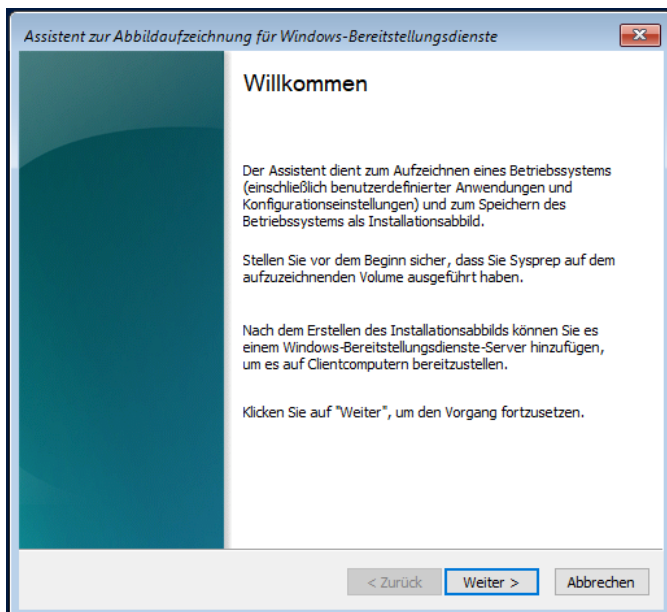 Assistent zur Abbildaufzeichnung für Windows-Bereitstellungsdienste
Willkommen
Der Assistent dient zum Aufzeichnen eines Betriebssystems
(einschließlich benutzerdefinierter Anwendungen und
Konfigurationseinstellungen) und zum Speichern des
Betriebssystems als Installationsabbild.
Stellen Sie vor dem Beginn sicher, dass Sie Sysprep auf dem
aufzuzeichnenden Volume ausgeführt haben.
Nach dem Erstellen des Installationsabbilds können Sie es
einem Windows-Bereitstellungsdienste-Server hinzufügen,
um es auf Clientcomputern bereitzustellen.
Klicken Sie auf "Weiter", um den Vorgang fortzusetzen.
< Zurück Weiter > Abbrechen